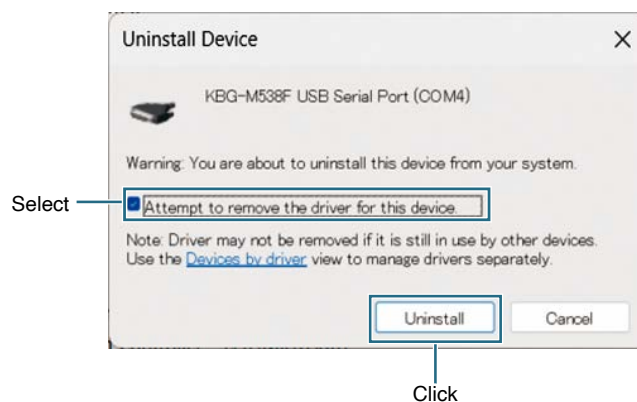 Uninstall Device
KBG-M538F USB Serial Port (COM4)
Warning: You are about to uninstall this device from your system.
Select
Attempt to remove the driver for this device.
Note: Driver may not be removed if it is still in use by other devices.
Use the Devices by driver view to manage drivers separately.
Uninstall
Cancel
Click